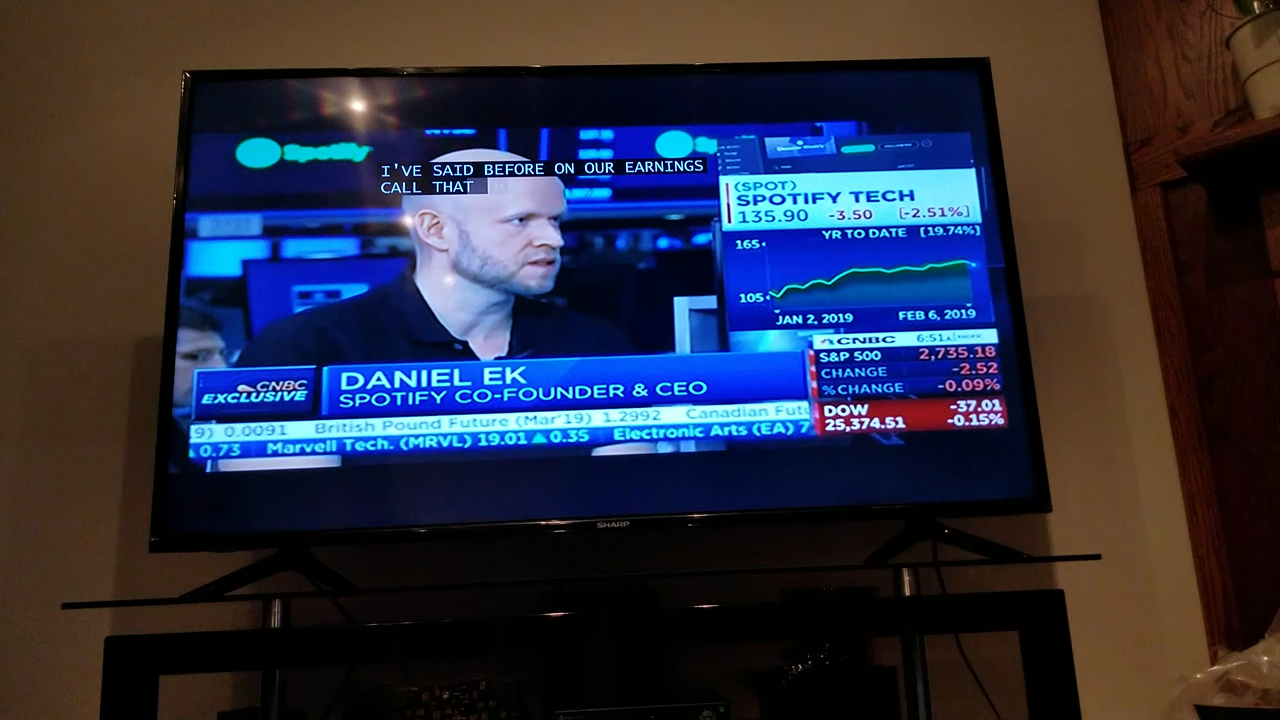 Spotify
I'VE SAID BEFORE ON OUR EARNINGS
CALL THAT
(SPOT)
SPOTIFY TECH
135.90 -3.50 [-2.51%]
YR TO DATE [19.74%]
165
105
JAN 2, 2019 FEB 6, 2019
CNBC 6:51
S&P 500 2,735.18
CHANGE -2.52
% CHANGE -0.09%
DOW -37.01
25,374.51 -0.15%
CNBC
EXCLUSIVE
DANIEL EK
SPOTIFY CO-FOUNDER & CEO
9) 0.0091 British Pound Future (Mar'19) 1.2992 Canadian Futu
0.73 Marvell Tech. (MRVL) 19.01 ▲ 0.35 Electronic Arts (EA) 7
SHARP